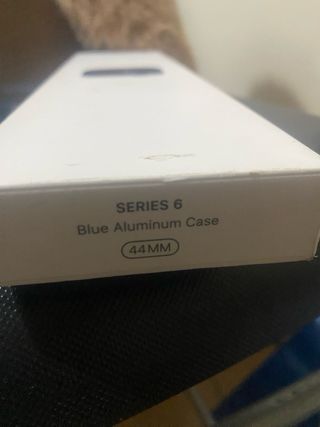 SERIES 6
Blue Aluminum Case
44MM